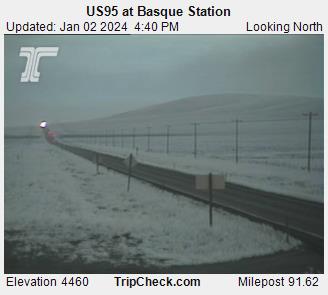 US95 at Basque Station
Updated: Jan 02 2024 4:40 PM Looking North
Elevation 4460 TripCheck.com Milepost 91.62